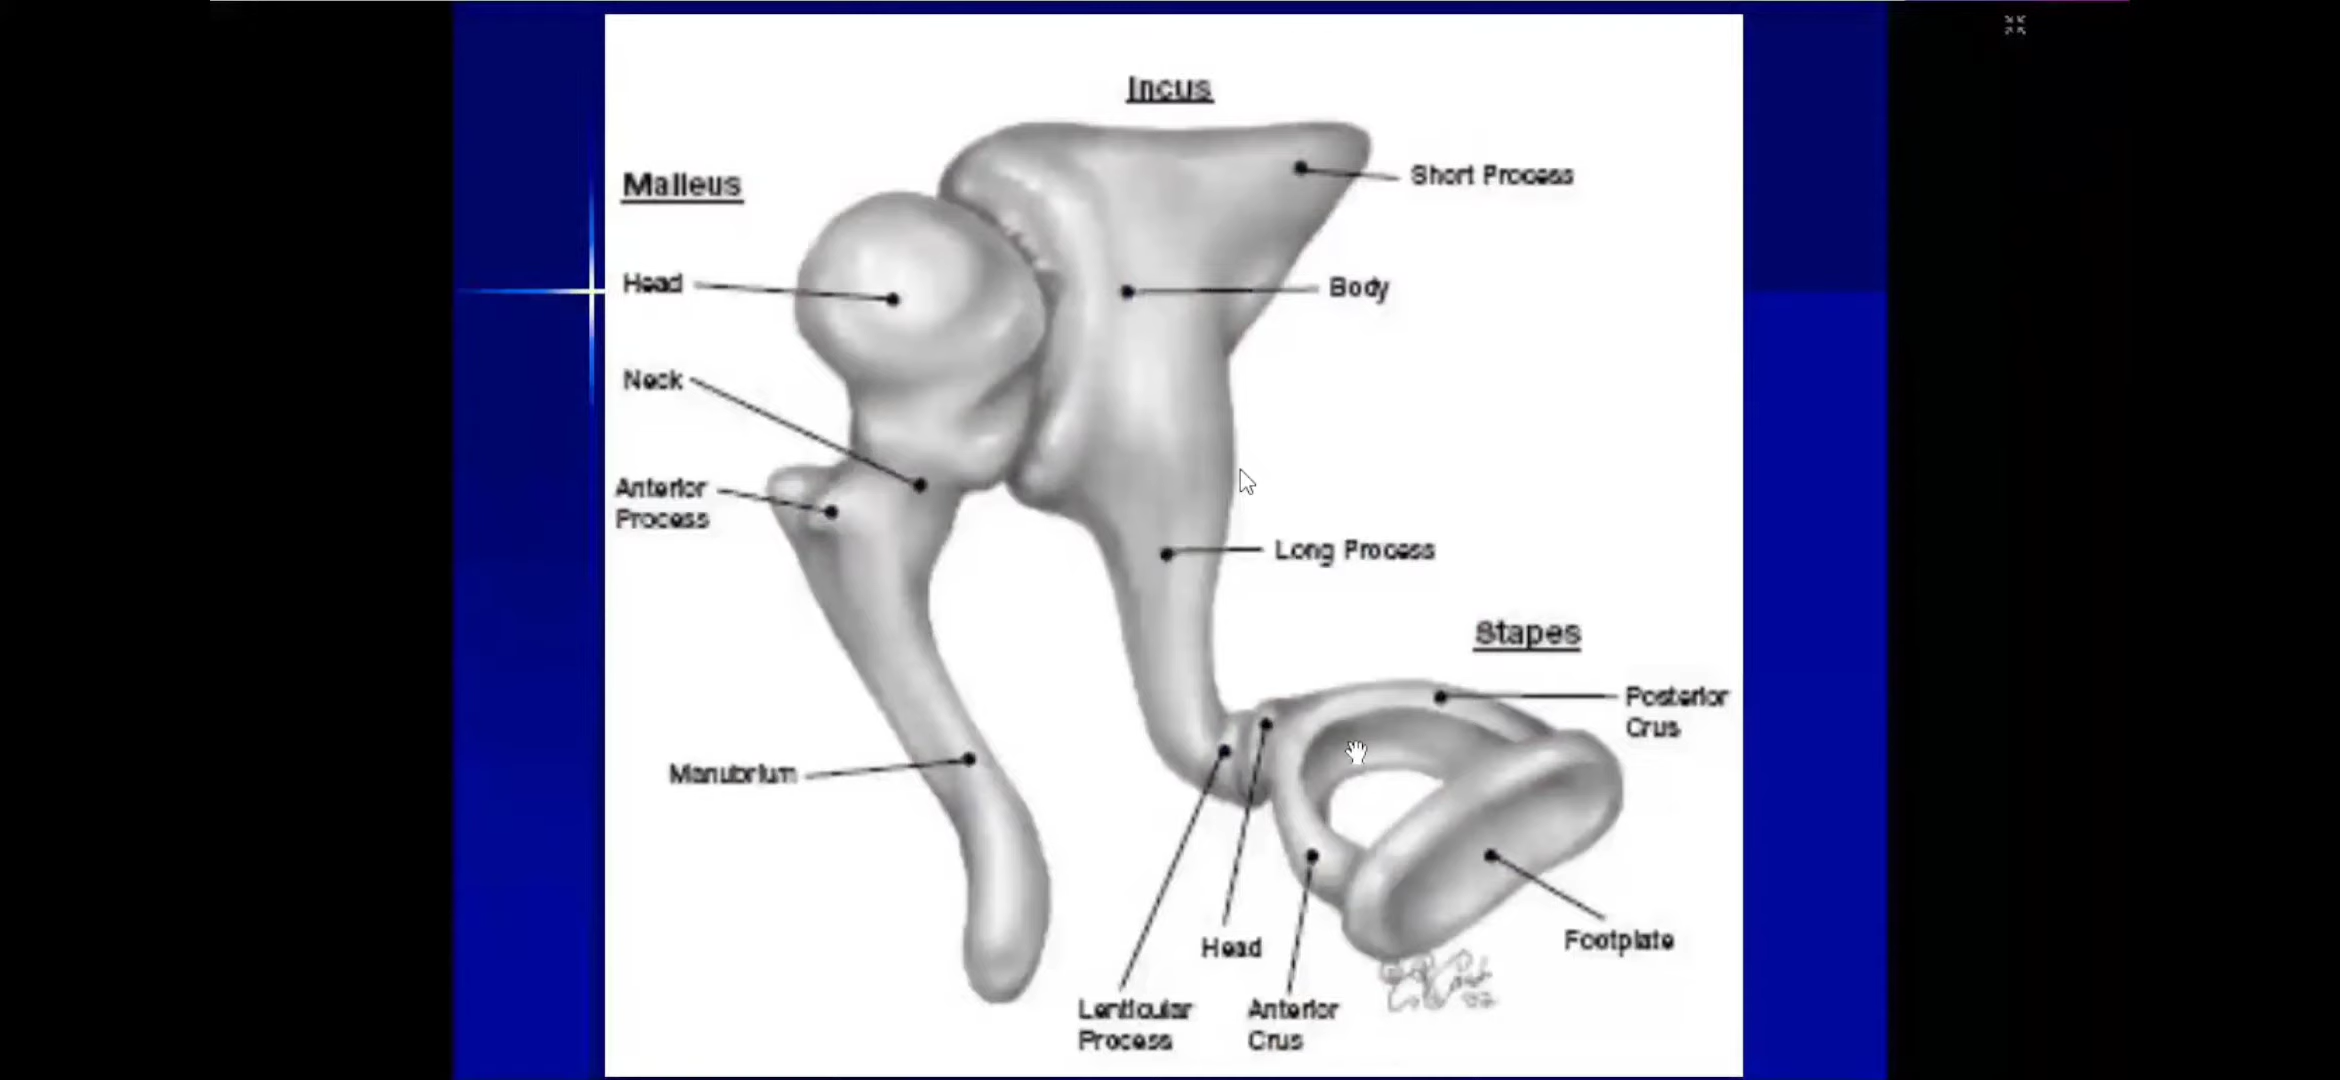 Incus
Malleus
Short Process
Head
Body
Neck
Anterior
Process
Long Process
Stapes
Posterior
Crus
Manubrium
Head
Footplate
Lenticular
Process
Anterior
Crus
'02